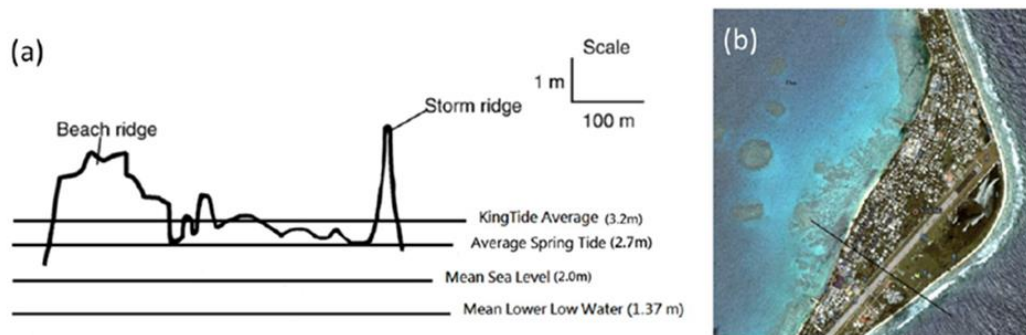 (a)
Scale
1 m
100 m
Storm ridge
Beach ridge
KingTide Average (3.2m)
Average Spring Tide (2.7m)
Mean Sea Level (2.0m)
Mean Lower Low Water (1.37 m)
(b)